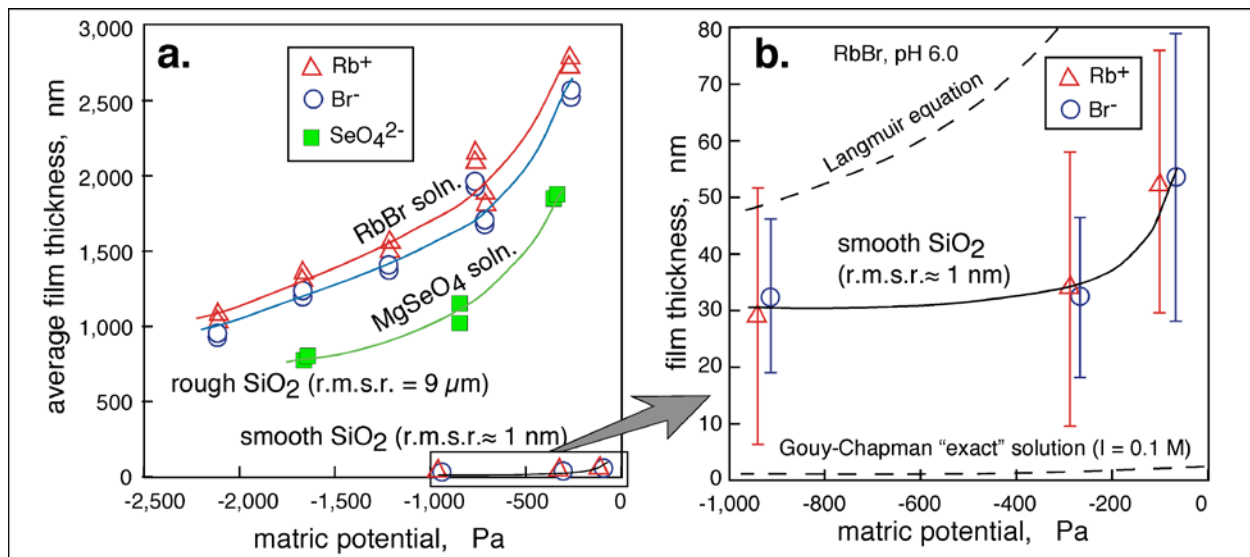 a.
Rb⁺
Br⁻
SeO₄²⁻
3,000
2,500
2,000
1,500
1,000
500
0
average film thickness, nm
RbBr soln.
MgSeO₄ soln.
rough SiO₂ (r.m.s.r. = 9 µm)
smooth SiO₂ (r.m.s.r.≈ 1 nm)
-2,500 -2,000 -1,500 -1,000 -500 0
matric potential, Pa
b.
RbBr, pH 6.0
Rb⁺
Br⁻
80
70
60
50
40
30
20
10
0
film thickness, nm
Langmuir equation
smooth SiO₂
(r.m.s.r.≈ 1 nm)
Gouy-Chapman “exact” solution (I = 0.1 M)
-1,000 -800 -600 -400 -200 0
matric potential, Pa